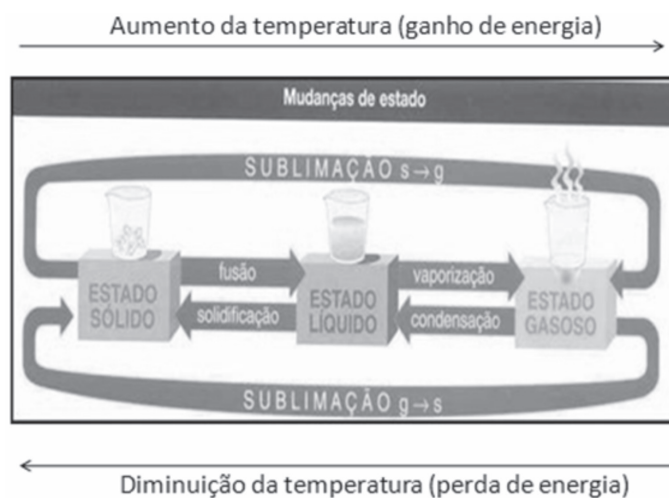 Aumento da temperatura (ganho de energia)
Mudanças de estado
SUBLIMAÇÃO s→g
fusão
vaporização
ESTADO
SÓLIDO
ESTADO
LÍQUIDO
ESTADO
GASOSO
solidificação
condensação
SUBLIMAÇÃO g→s
Diminuição da temperatura (perda de energia)